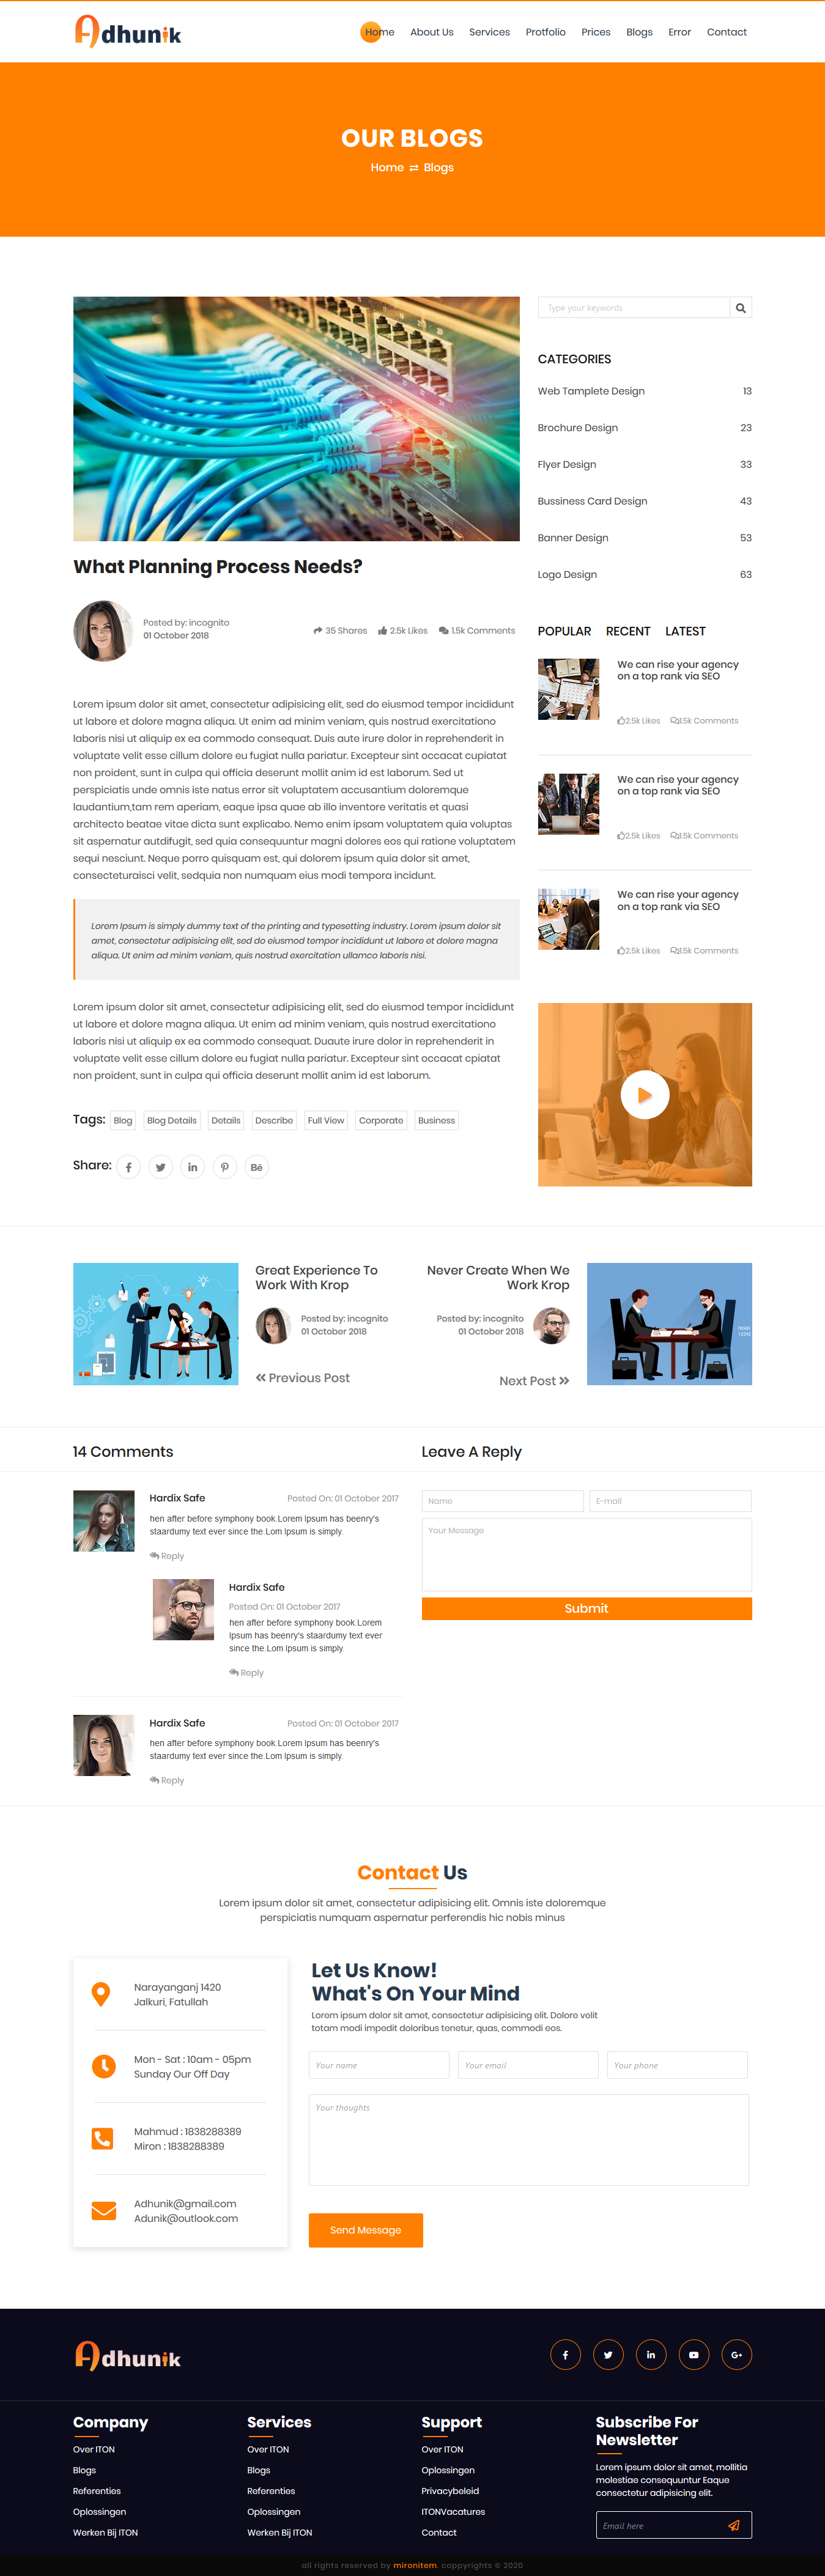 Adhunik
Home About Us Services Protfolio Prices Blogs Error Contact
OUR BLOGS
Home ⇄ Blogs
Type your keywords
CATEGORIES
Web Tamplete Design 13
Brochure Design 23
Flyer Design 33
Bussiness Card Design 43
Banner Design 53
Logo Design 63
What Planning Process Needs?
Posted by: incognito
01 October 2018
35 Shares 2.5k Likes 1.5k Comments
Lorem ipsum dolor sit amet, consectetur adipisicing elit, sed do eiusmod tempor incididunt
ut labore et dolore magna aliqua. Ut enim ad minim veniam, quis nostrud exercitationo
laboris nisi ut aliquip ex ea commodo consequat. Duis aute irure dolor in reprehenderit in
voluptate velit esse cillum dolore eu fugiat nulla pariatur. Excepteur sint occacat cupiatat
non proident, sunt in culpa qui officia deserunt mollit anim id est laborum. Sed ut
perspiciatis unde omnis iste natus error sit voluptatem accusantium doloremque
laudantium,tam rem aperiam, eaque ipsa quae ab illo inventore veritatis et quasi
architecto beatae vitae dicta sunt explicabo. Nemo enim ipsam voluptatem quia voluptas
sit aspernatur autdifugit, sed quia consequuntur magni dolores eos qui ratione voluptatem
sequi nesciunt. Neque porro quisquam est, qui dolorem ipsum quia dolor sit amet,
consecteturaisci velit, sedquia non numquam eius modi tempora incidunt.
Lorem Ipsum is simply dummy text of the printing and typesetting industry. Lorem ipsum dolor sit
amet, consectetur adipisicing elit, sed do eiusmod tempor incididunt ut labore et dolore magna
aliqua. Ut enim ad minim veniam, quis nostrud exercitation ullamco laboris nisi.
Lorem ipsum dolor sit amet, consectetur adipisicing elit, sed do eiusmod tempor incididunt
ut labore et dolore magna aliqua. Ut enim ad minim veniam, quis nostrud exercitationo
laboris nisi ut aliquip ex ea commodo consequat. Duaute irure dolor in reprehenderit in
voluptate velit esse cillum dolore eu fugiat nulla pariatur. Excepteur sint occacat cpiatat
non proident, sunt in culpa qui officia deserunt mollit anim id est laborum.
Tags: Blog Blog Details Details Describe Full View Corporate Business
Share: Bē
POPULAR RECENT LATEST
We can rise your agency
on a top rank via SEO
2.5k Likes 1.5k Comments
We can rise your agency
on a top rank via SEO
2.5k Likes 1.5k Comments
We can rise your agency
on a top rank via SEO
2.5k Likes 1.5k Comments
Great Experience To
Work With Krop
Posted by: incognito
01 October 2018
Previous Post
Never Create When We
Work Krop
Posted by: incognito
01 October 2018
Next Post
14 Comments
Hardix Safe Posted On: 01 October 2017
hen after before symphony book.Lorem Ipsum has beenry's
staardumy text ever since the.Lom Ipsum is simply.
Reply
Hardix Safe
Posted On: 01 October 2017
hen after before symphony book.Lorem
Ipsum has beenry's staardumy text ever
since the.Lom Ipsum is simply.
Reply
Hardix Safe Posted On: 01 October 2017
hen after before symphony book.Lorem Ipsum has beenry's
staardumy text ever since the.Lom Ipsum is simply.
Reply
Leave A Reply
Name E-mail
Your Message
Submit
Contact Us
Lorem ipsum dolor sit amet, consectetur adipisicing elit. Omnis iste doloremque
perspiciatis numquam aspernatur perferendis hic nobis minus
Narayanganj 1420
Jalkuri, Fatullah
Mon - Sat : 10am - 05pm
Sunday Our Off Day
Mahmud : 1838288389
Miron : 1838288389
Adhunik@gmail.com
Adunik@outlook.com
Let Us Know!
What's On Your Mind
Lorem ipsum dolor sit amet, consectetur adipisicing elit. Dolore velit
totam modi impedit doloribus tenetur, quas, commodi eos.
Your name Your email Your phone
Your thoughts
Send Message
Adhunik
Company
Over ITON
Blogs
Referenties
Oplossingen
Werken Bij ITON
Services
Over ITON
Blogs
Referenties
Oplossingen
Werken Bij ITON
Support
Over ITON
Oplossingen
Privacybeleid
ITONVacatures
Contact
Subscribe For
Newsletter
Lorem ipsum dolor sit amet, mollitia
molestiae consequuntur Eaque
consectetur adipisicing elit.
Email here
all rights reserved by mironitem. coppyrights © 2020